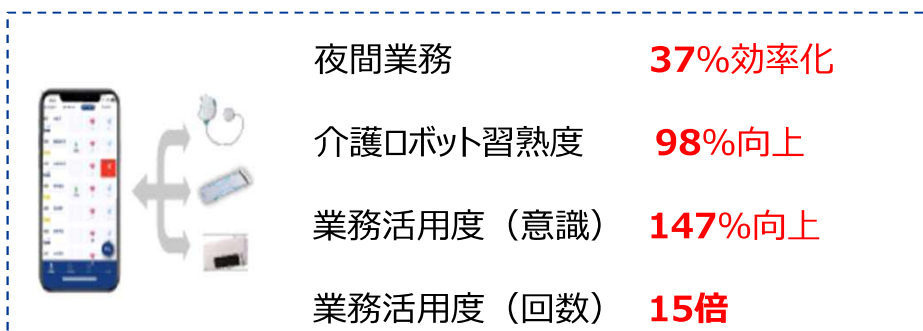 夜間業務 37%効率化
介護ロボット習熟度 98%向上
業務活用度（意識） 147%向上
業務活用度（回数） 15倍